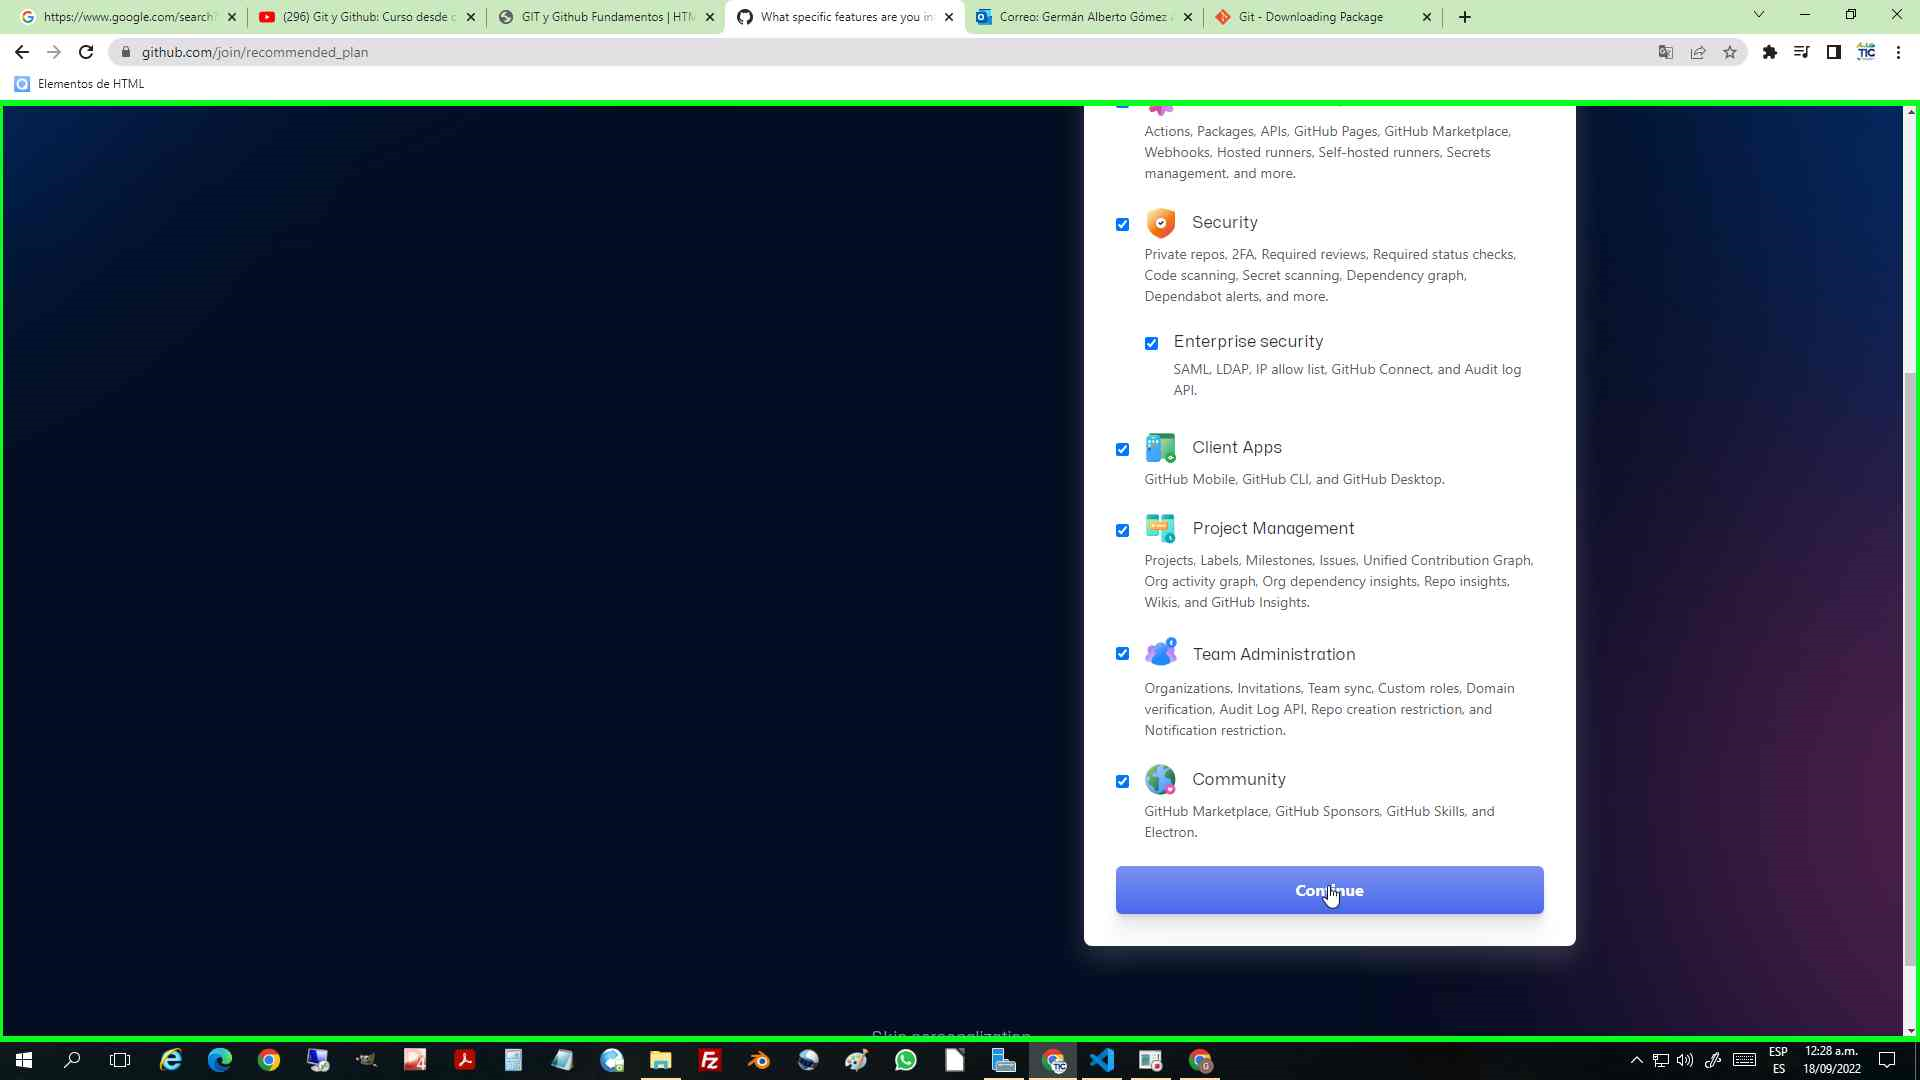 https://www.google.com/search?
(296) Git y Github: Curso desde c
GIT y Github Fundamentos | HTM
What specific features are you in
Correo: Germán Alberto Gómez
Git - Downloading Package
github.com/join/recommended_plan
Elementos de HTML
Actions, Packages, APIs, GitHub Pages, GitHub Marketplace,
Webhooks, Hosted runners, Self-hosted runners, Secrets
management, and more.
Security
Private repos, 2FA, Required reviews, Required status checks,
Code scanning, Secret scanning, Dependency graph,
Dependabot alerts, and more.
Enterprise security
SAML, LDAP, IP allow list, GitHub Connect, and Audit log
API.
Client Apps
GitHub Mobile, GitHub CLI, and GitHub Desktop.
Project Management
Projects, Labels, Milestones, Issues, Unified Contribution Graph,
Org activity graph, Org dependency insights, Repo insights,
Wikis, and GitHub Insights.
Team Administration
Organizations, Invitations, Team sync, Custom roles, Domain
verification, Audit Log API, Repo creation restriction, and
Notification restriction.
Community
GitHub Marketplace, GitHub Sponsors, GitHub Skills, and
Electron.
Continue
Skip personalization
ESP
ES
12:28 a.m.
18/09/2022